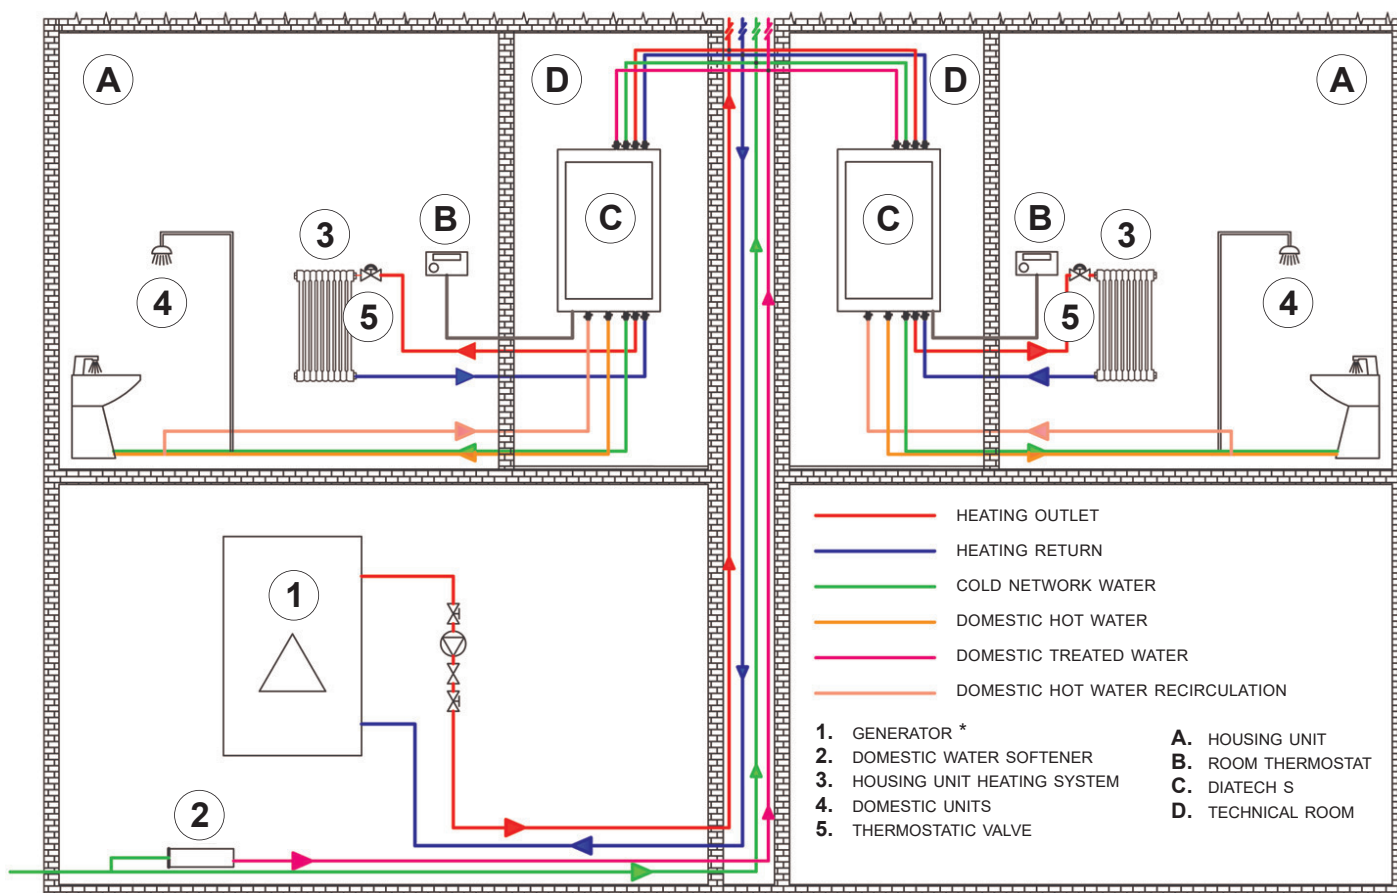 A
D
D
A
B
C
C
B
3
3
4
5
5
4
1
2
HEATING OUTLET
HEATING RETURN
COLD NETWORK WATER
DOMESTIC HOT WATER
DOMESTIC TREATED WATER
DOMESTIC HOT WATER RECIRCULATION
1. GENERATOR *
2. DOMESTIC WATER SOFTENER
3. HOUSING UNIT HEATING SYSTEM
4. DOMESTIC UNITS
5. THERMOSTATIC VALVE
A. HOUSING UNIT
B. ROOM THERMOSTAT
C. DIATECH S
D. TECHNICAL ROOM